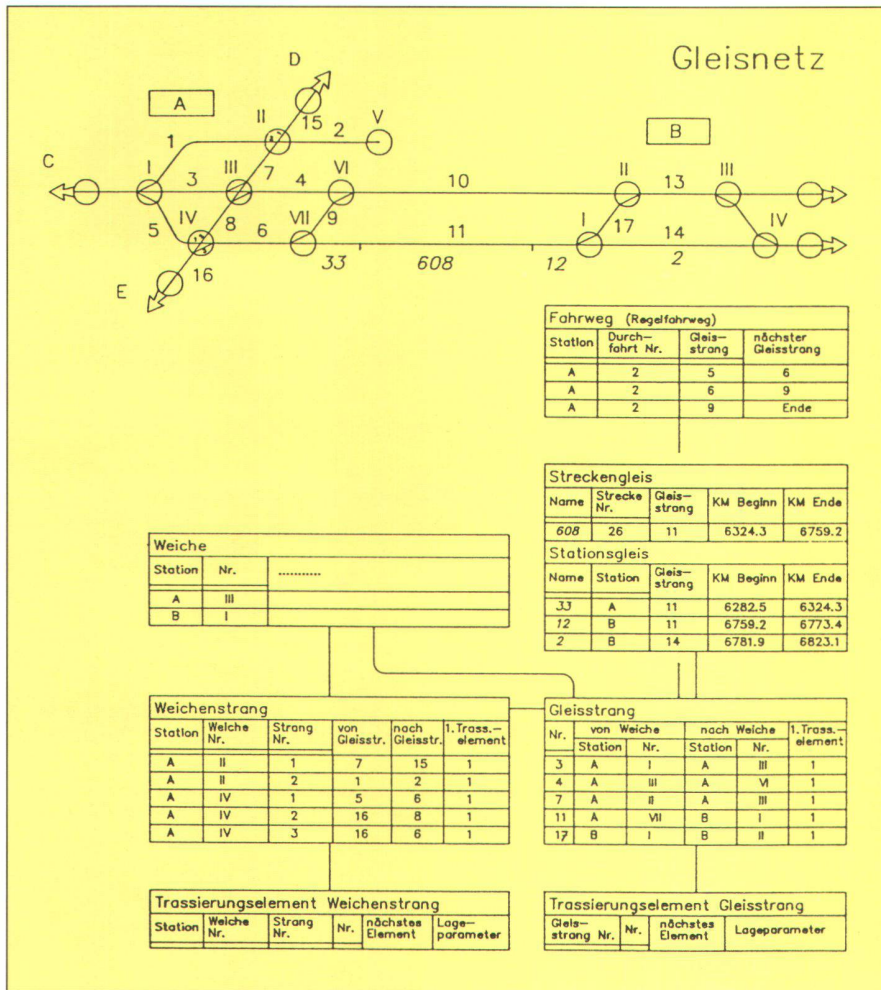 Gleisnetz
D
A
II
15
V
B
1
2
C
I
III
7
VI
II
13
III
3
4
10
5
IV
8
VII
9
I
17
IV
6
11
14
16
33
608
12
2
E
Fahrweg (Regelfahrweg)
Station Durch-fahrt Nr. Gleis-strang nächster Gleisstrang
A 2 5 6
A 2 6 9
A 2 9 Ende
Streckengleis
Name Strecke Nr. Gleis-strang KM Beginn KM Ende
608 26 11 6324.3 6759.2
Stationsgleis
Name Station Gleis-strang KM Beginn KM Ende
33 A 11 6282.5 6324.3
12 B 11 6759.2 6773.4
2 B 14 6781.9 6823.1
Weiche
Station Nr. ...........
A III
B I
Weichenstrang
Station Weiche Nr. Strang Nr. von Gleisstr. nach Gleisstr. 1.Trass.-element
A II 1 7 15 1
A II 2 1 2 1
A IV 1 5 6 1
A IV 2 16 8 1
A IV 3 16 6 1
Gleisstrang
Nr. von Weiche nach Weiche 1.Trass.-element
Station Nr. Station Nr.
3 A I A III 1
4 A III A VI 1
7 A II A III 1
11 A VII B I 1
17 B I B II 1
Trassierungselement Weichenstrang
Station Weiche Nr. Strang Nr. Nr. nächstes Element Lage-parameter
Trassierungselement Gleisstrang
Gleis-strang Nr. Nr. nächstes Element Lageparameter